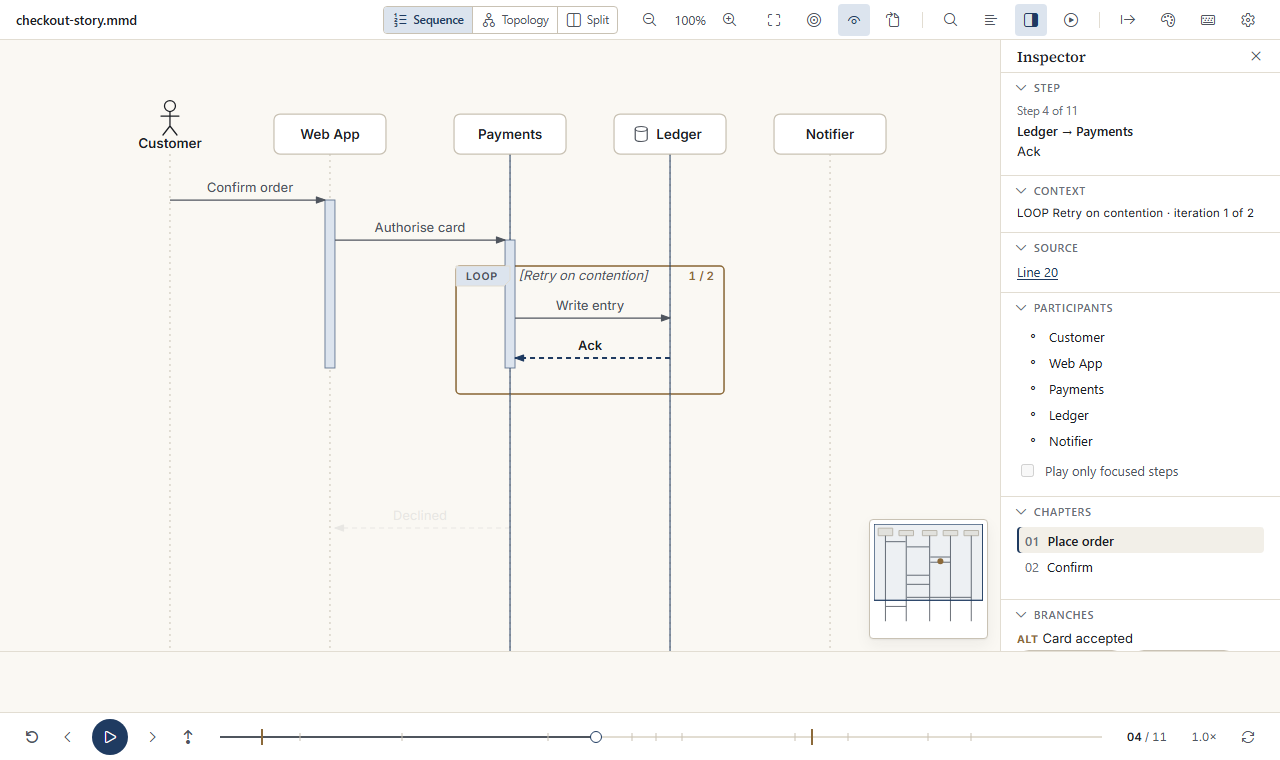 checkout-story.mmd
Sequence
Topology
Split
100%
Customer
Web App
Payments
Ledger
Notifier
Confirm order
Authorise card
LOOP
[Retry on contention]
1 / 2
Write entry
Ack
Declined
Inspector
STEP
Step 4 of 11
Ledger → Payments
Ack
CONTEXT
LOOP Retry on contention · iteration 1 of 2
SOURCE
Line 20
PARTICIPANTS
Customer
Web App
Payments
Ledger
Notifier
Play only focused steps
CHAPTERS
01 Place order
02 Confirm
BRANCHES
ALT Card accepted
04 / 11
1.0×